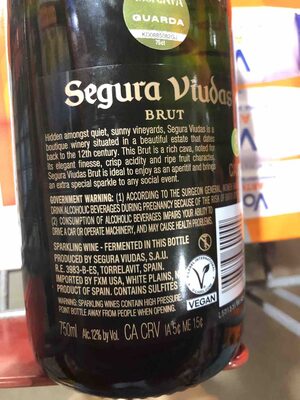 GUARDA
75cl
Segura Viudas
BRUT
Hidden amongst quiet, sunny vineyards, Segura Viudas is a
boutique winery situated in a beautiful estate that dates
back to the 12th century. This Brut is a rich cava, noted for
its elegant finesse, crisp acidity and ripe fruit character.
Segura Viudas Brut is ideal to enjoy as an aperitif and brings
an extra special sparkle to any social event.
GOVERNMENT WARNING: (1) ACCORDING TO THE SURGEON GENERAL, WOMEN SHOULD
DRINK ALCOHOLIC BEVERAGES DURING PREGNANCY BECAUSE OF THE RISK OF
(2) CONSUMPTION OF ALCOHOLIC BEVERAGES IMPAIRS YOUR ABILITY TO
DRIVE A CAR OR OPERATE MACHINERY, AND MAY CAUSE HEALTH PROBLEMS.
SPARKLING WINE - FERMENTED IN THIS BOTTLE
PRODUCED BY SEGURA VIUDAS, S.A.U.
R.E. 3983-B-ES, TORRELAVIT, SPAIN.
IMPORTED BY FXM USA, WHITE PLAINS,
PRODUCT OF SPAIN. CONTAINS SULFITES
WARNING: SPARKLING WINES CONTAIN HIGH PRESSURE.
POINT BOTTLE AWAY FROM PEOPLE WHEN OPENING.
V
VEGAN
750ml Alc.12% by Vol. CA CRV IA 5¢ ME 15¢